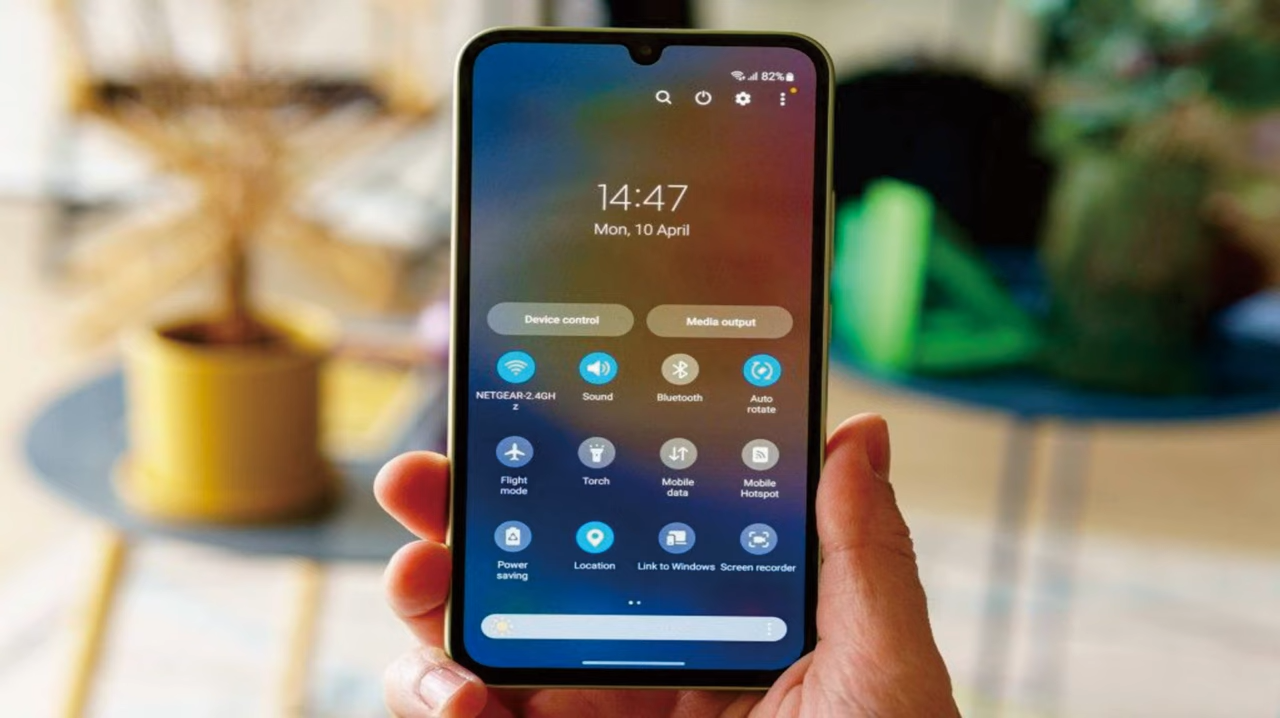 82%
14:47
Mon, 10 April
Device control
Media output
NETGEAR-2.4GH
z
Sound
Bluetooth
Auto
rotate
Flight
mode
Torch
Mobile
data
Mobile
Hotspot
Power
saving
Location
Link to Windows
Screen recorder